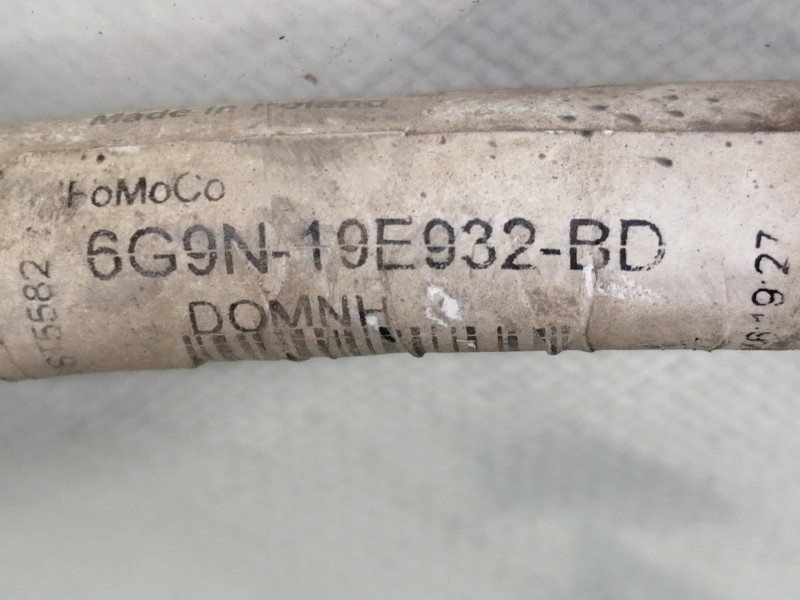 Made in Poland
FoMoCo
6G9N-19E932-BD
DOMNH
19:27